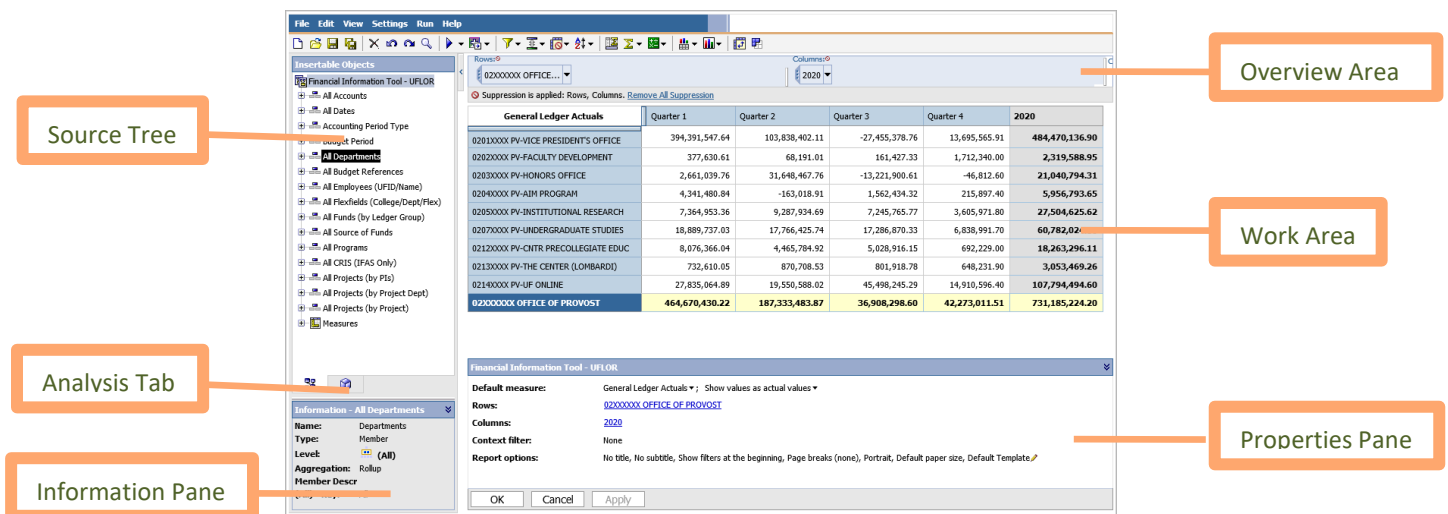 File Edit View Settings Run Help
Insertable Objects
Financial Information Tool - UFLOR
All Accounts
All Dates
Accounting Period Type
Budget Period
All Departments
All Budget References
All Employees (UFID/Name)
All Flexfields (College/Dept/Flex)
All Funds (by Ledger Group)
All Source of Funds
All Programs
All CRIS (IFAS Only)
All Projects (by PIs)
All Projects (by Project Dept)
All Projects (by Project)
Measures
Source Tree
Analysis Tab
Information Pane
Information - All Departments
Name: Departments
Type: Member
Level: (All)
Aggregation: Rollup
Member Descr
Rows: Columns:
02XXXXXX OFFICE... 2020
Suppression is applied: Rows, Columns. Remove All Suppression
General Ledger Actuals Quarter 1 Quarter 2 Quarter 3 Quarter 4 2020
0201XXXX PV-VICE PRESIDENT'S OFFICE 394,391,547.64 103,838,402.11 -27,455,378.76 13,695,565.91 484,470,136.90
0202XXXX PV-FACULTY DEVELOPMENT 377,630.61 68,191.01 161,427.33 1,712,340.00 2,319,588.95
0203XXXX PV-HONORS OFFICE 2,661,039.76 31,648,467.76 -13,221,900.61 -46,812.60 21,040,794.31
0204XXXX PV-AIM PROGRAM 4,341,480.84 -163,018.91 1,562,434.32 215,897.40 5,956,793.65
0205XXXX PV-INSTITUTIONAL RESEARCH 7,364,953.36 9,287,934.69 7,245,765.77 3,605,971.80 27,504,625.62
0207XXXX PV-UNDERGRADUATE STUDIES 18,889,737.03 17,766,425.74 17,286,870.33 6,838,991.70
0212XXXX PV-CNTR PRECOLLEGIATE EDUC 8,076,366.04 4,465,784.92 5,028,916.15 692,229.00 18,263,296.11
0213XXXX PV-THE CENTER (LOMBARDI) 732,610.05 870,708.53 801,918.78 648,231.90 3,053,469.26
0214XXXX PV-UF ONLINE 27,835,064.89 19,550,588.02 45,498,245.29 14,910,596.40 107,794,494.60
02XXXXXX OFFICE OF PROVOST 464,670,430.22 187,333,483.87 36,908,298.60 42,273,011.51 731,185,224.20
Financial Information Tool - UFLOR
Default measure: General Ledger Actuals ; Show values as actual values
Rows: 02XXXXXX OFFICE OF PROVOST
Columns: 2020
Context filter: None
Report options: No title, No subtitle, Show filters at the beginning, Page breaks (none), Portrait, Default paper size, Default Template
OK Cancel Apply
Overview Area
Work Area
Properties Pane